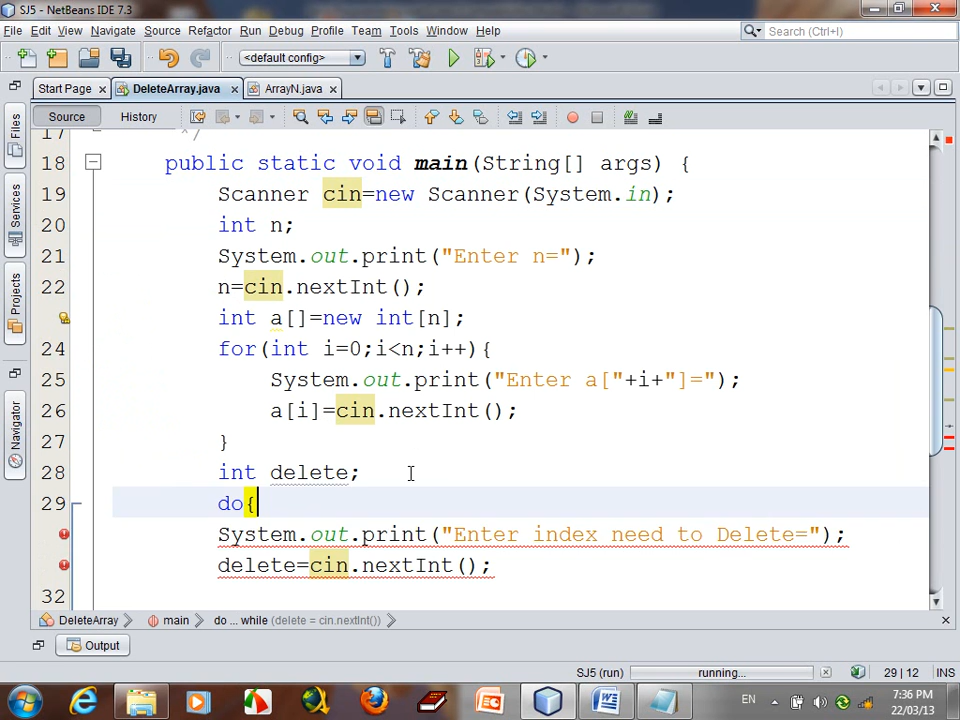 SJ5 - NetBeans IDE 7.3
File Edit View Navigate Source Refactor Run Debug Profile Team Tools Window Help
Search (Ctrl+I)
<default config>
Start Page DeleteArray.java ArrayN.java
Source History
Files
Services
Projects
Navigator
17 */
18 public static void main(String[] args) {
19 Scanner cin=new Scanner(System.in);
20 int n;
21 System.out.print("Enter n=");
22 n=cin.nextInt();
int a[]=new int[n];
24 for(int i=0;i<n;i++){
25 System.out.print("Enter a["+i+"]=");
26 a[i]=cin.nextInt();
27 }
28 int delete;
29 do{
System.out.print("Enter index need to Delete=");
delete=cin.nextInt();
32
DeleteArray main do ... while (delete = cin.nextInt())
Output
SJ5 (run) running... 29 | 12 INS
EN
7:36 PM
22/03/13